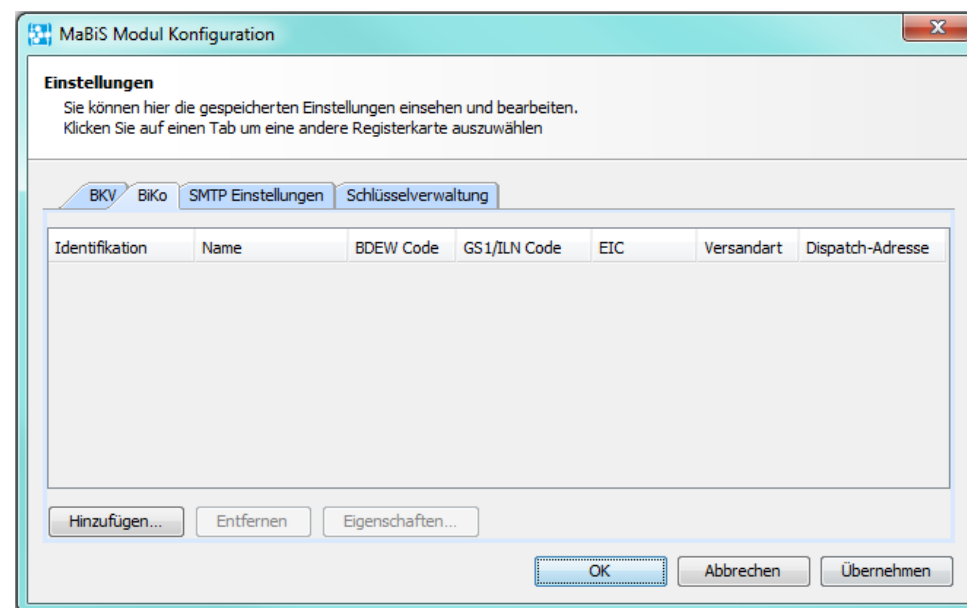 MaBiS Modul Konfiguration
Einstellungen
Sie können hier die gespeicherten Einstellungen einsehen und bearbeiten.
Klicken Sie auf einen Tab um eine andere Registerkarte auszuwählen
BKV BiKo SMTP Einstellungen Schlüsselverwaltung
Identifikation Name BDEW Code GS1/ILN Code EIC Versandart Dispatch-Adresse
Hinzufügen... Entfernen Eigenschaften...
OK Abbrechen Übernehmen